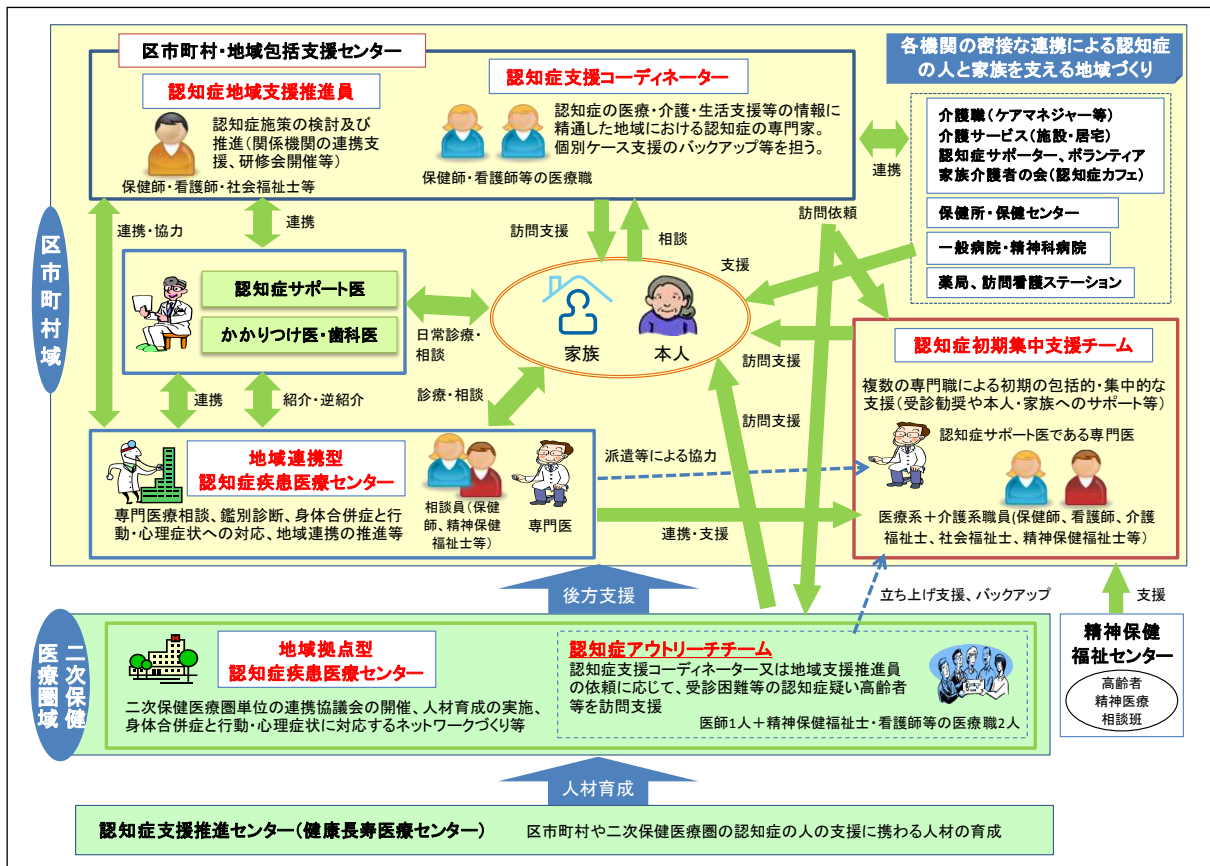 区市町村・地域包括支援センター
認知症地域支援推進員
認知症施策の検討及び
推進(関係機関の連携支
援、研修会開催等)
保健師・看護師・社会福祉士等
認知症支援コーディネーター
認知症の医療・介護・生活支援等の情報に
精通した地域における認知症の専門家。
個別ケース支援のバックアップ等を担う。
保健師・看護師等の医療職
各機関の密接な連携による認知症
の人と家族を支える地域づくり
介護職(ケアマネジャー等)
介護サービス(施設・居宅)
認知症サポーター、ボランティア
家族介護者の会(認知症カフェ)
保健所・保健センター
一般病院・精神科病院
薬局、訪問看護ステーション
連携
区市町村域
連携・協力
連携
訪問支援
相談
訪問依頼
支援
認知症サポート医
かかりつけ医・歯科医
日常診療・
相談
家族
本人
訪問支援
連携
紹介・逆紹介
診療・相談
訪問支援
認知症初期集中支援チーム
複数の専門職による初期の包括的・集中的な
支援(受診勧奨や本人・家族へのサポート等)
認知症サポート医である専門医
医療系+介護系職員(保健師、看護師、介護
福祉士、社会福祉士、精神保健福祉士等)
地域連携型
認知症疾患医療センター
専門医療相談、鑑別診断、身体合併症と行
動・心理症状への対応、地域連携の推進等
相談員(保健
師、精神保健
福祉士等)
専門医
派遣等による協力
連携・支援
後方支援
立ち上げ支援、バックアップ
支援
二次保健
医療圏域
地域拠点型
認知症疾患医療センター
二次保健医療圏単位の連携協議会の開催、人材育成の実施、
身体合併症と行動・心理症状に対応するネットワークづくり等
認知症アウトリーチチーム
認知症支援コーディネーター又は地域支援推進員
の依頼に応じて、受診困難等の認知症疑い高齢者
等を訪問支援
医師1人+精神保健福祉士・看護師等の医療職2人
精神保健
福祉センター
高齢者
精神医療
相談班
人材育成
認知症支援推進センター(健康長寿医療センター)
区市町村や二次保健医療圏の認知症の人の支援に携わる人材の育成